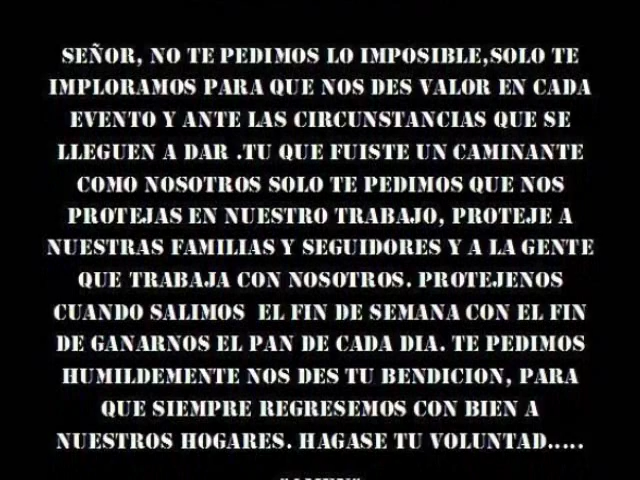 SEÑOR, NO TE PEDIMOS LO IMPOSIBLE,SOLO TE
IMPLORAMOS PARA QUE NOS DES VALOR EN CADA
EVENTO Y ANTE LAS CIRCUNSTANCIAS QUE SE
LLEGUEN A DAR .TU QUE FUISTE UN CAMINANTE
COMO NOSOTROS SOLO TE PEDIMOS QUE NOS
PROTEJAS EN NUESTRO TRABAJO, PROTEJE A
NUESTRAS FAMILIAS Y SEGUIDORES Y A LA GENTE
QUE TRABAJA CON NOSOTROS. PROTEJENOS
CUANDO SALIMOS  EL FIN DE SEMANA CON EL FIN
DE GANARNOS EL PAN DE CADA DIA. TE PEDIMOS
HUMILDEMENTE NOS DES TU BENDICION, PARA
QUE SIEMPRE REGRESEMOS CON BIEN A
NUESTROS HOGARES. HAGASE TU VOLUNTAD.....